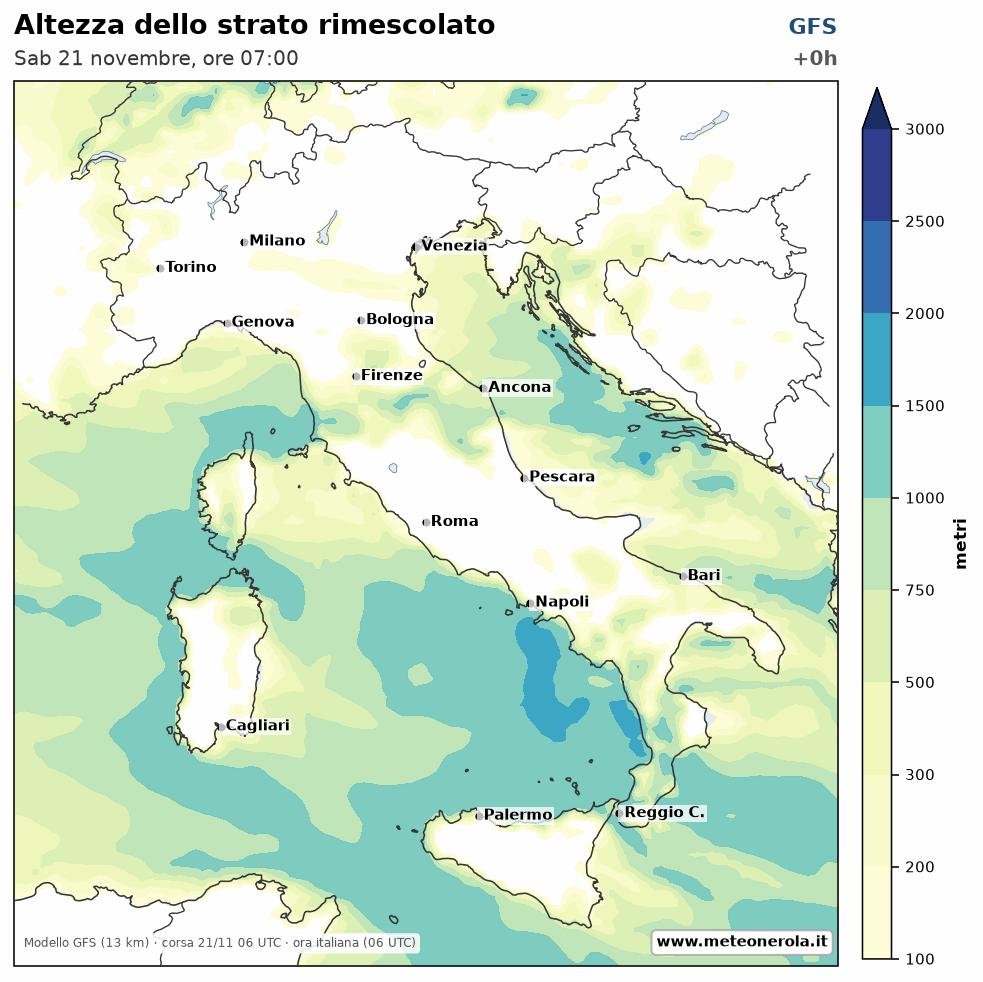 Altezza dello strato rimescolato
GFS
Sab 21 novembre, ore 07:00
+0h
Milano
Venezia
Torino
Genova
Bologna
Firenze
Ancona
Pescara
Roma
Bari
Napoli
Cagliari
Palermo
Reggio C.
3000
2500
2000
1500
1000
750
500
300
200
100
metri
Modello GFS (13 km) · corsa 21/11 06 UTC · ora italiana (06 UTC)
www.meteonerola.it